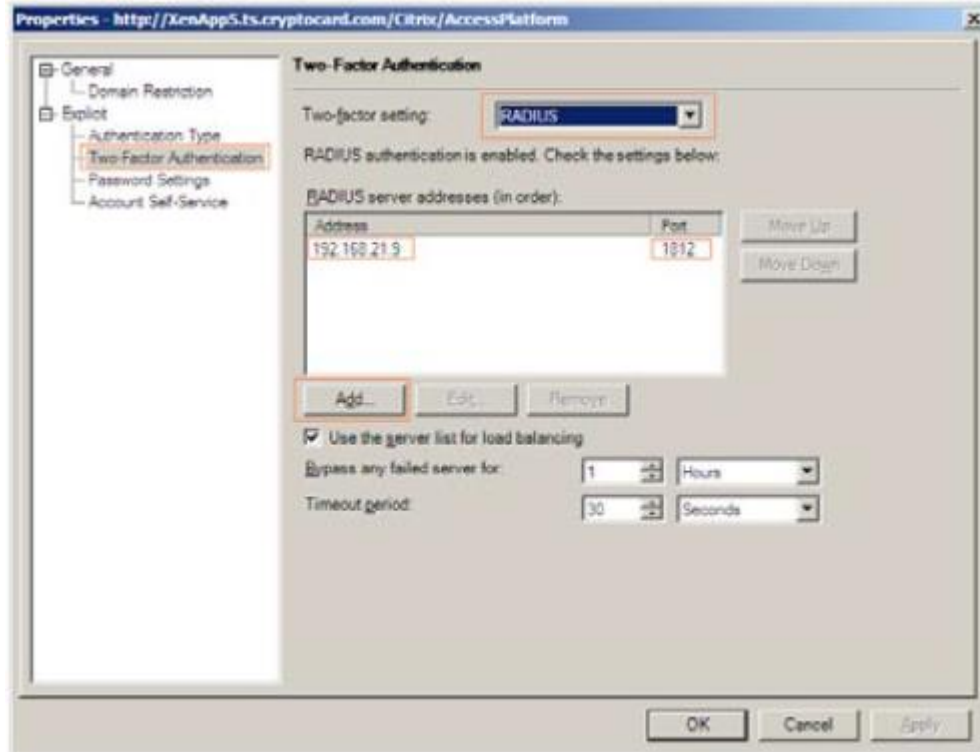 Properties - http://XenApp5.ts.cryptocard.com/Citrix/AccessPlatform
General
Domain Restriction
Explicit
Authentication Type
Two-Factor Authentication
Password Settings
Account Self-Service
Two-Factor Authentication
Two-factor setting: RADIUS
RADIUS authentication is enabled. Check the settings below:
RADIUS server addresses (in order):
Address Port
192.168.21.9 1812
Move Up
Move Down
Add... Edit... Remove
Use the server list for load balancing
Bypass any failed server for: 1 Hours
Timeout period: 30 Seconds
OK Cancel Apply